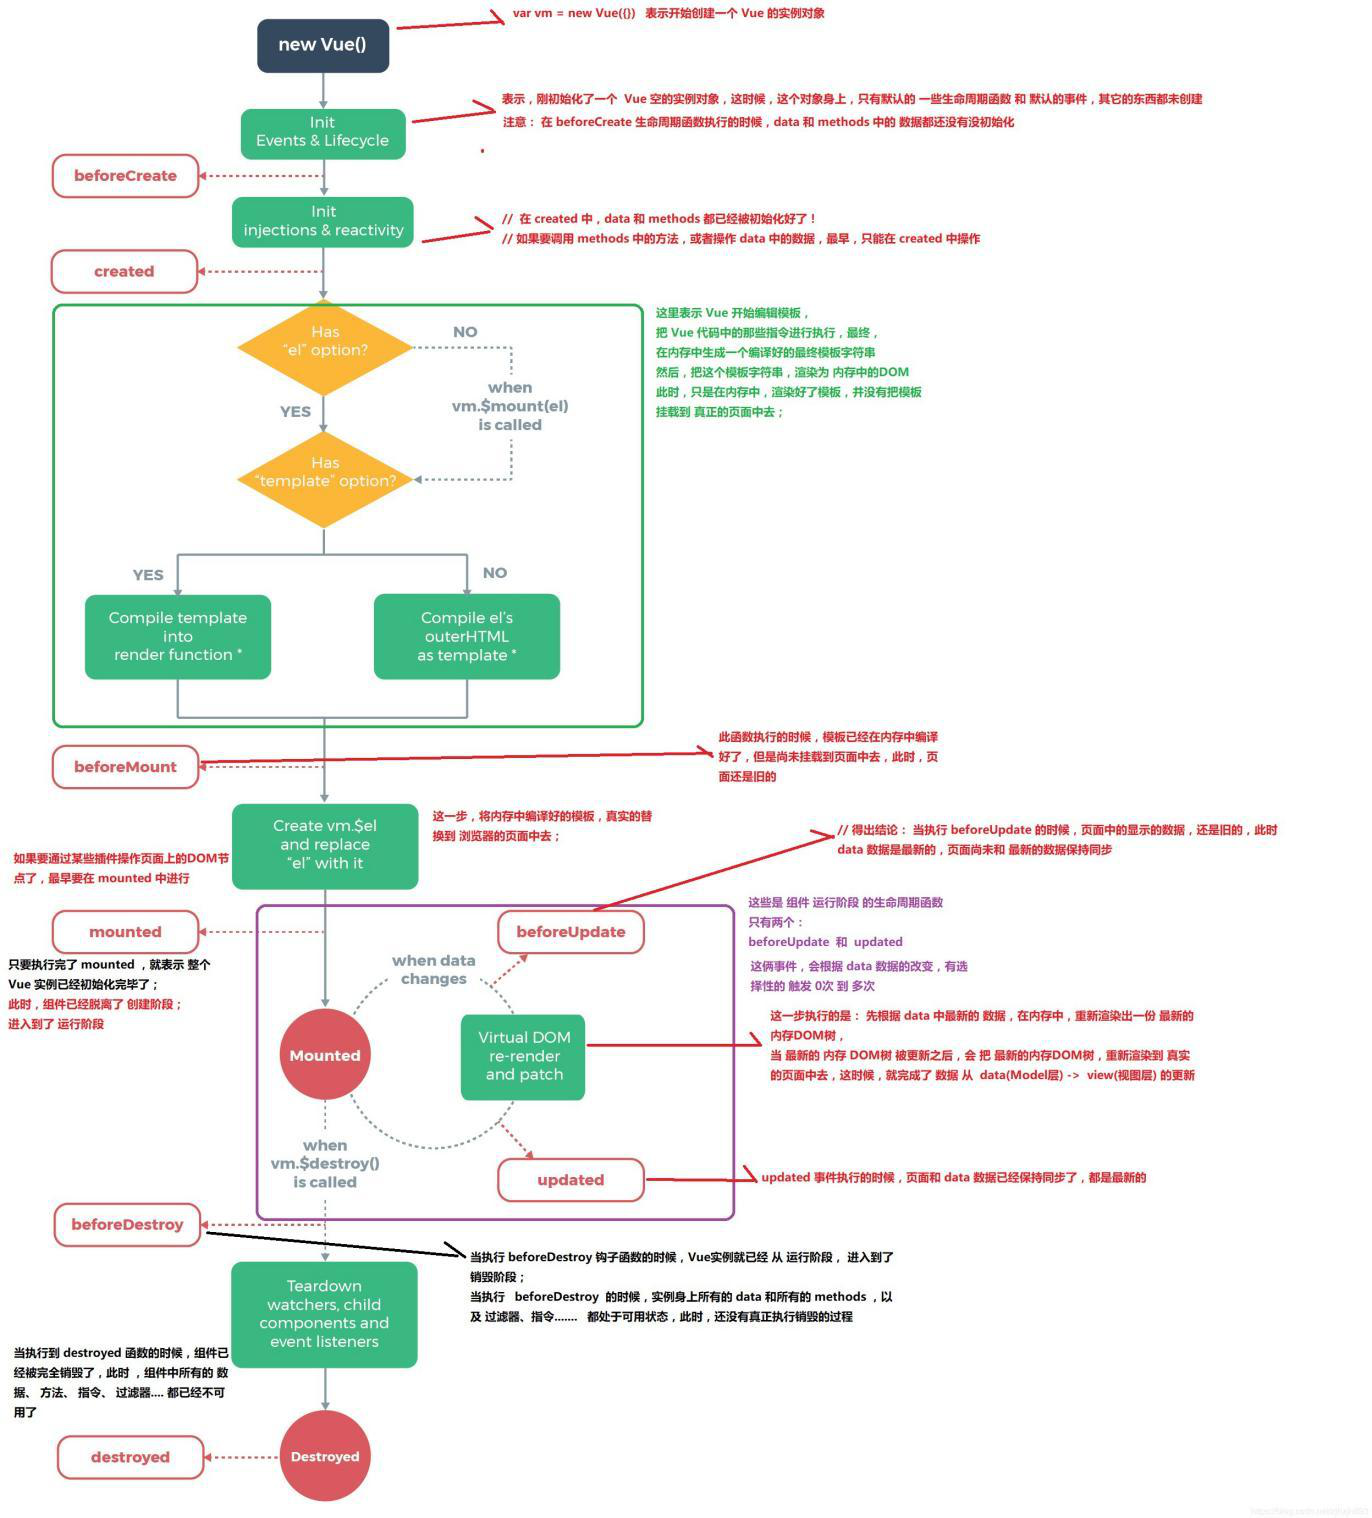 var vm = new Vue({}) 表示开始创建一个 Vue 的实例对象
new Vue()
表示，刚初始化了一个 Vue 空的实例对象，这时候，这个对象身上，只有默认的 一些生命周期函数 和 默认的事件，其它的东西都未创建
注意： 在 beforeCreate 生命周期函数执行的时候，data 和 methods 中的 数据都还没有没初始化
Init
Events & Lifecycle
beforeCreate
Init
injections & reactivity
// 在 created 中，data 和 methods 都已经被初始化好了！
// 如果要调用 methods 中的方法，或者操作 data 中的数据，最早，只能在 created 中操作
created
Has
“el” option?
NO
when
vm.$mount(el)
is called
YES
Has
“template” option?
这里表示 Vue 开始编辑模板，
把 Vue 代码中的那些指令进行执行，最终，
在内存中生成一个编译好的最终模板字符串
然后，把这个模板字符串，渲染为 内存中的DOM
此时，只是在内存中，渲染好了模板，并没有把模板
挂载到 真正的页面中去；
YES
NO
Compile template
into
render function *
Compile el’s
outerHTML
as template *
此函数执行的时候，模板已经在内存中编译
好了，但是尚未挂载到页面中去，此时，页
面还是旧的
beforeMount
Create vm.$el
and replace
“el” with it
这一步，将内存中编译好的模板，真实的替
换到 浏览器的页面中去；
// 得出结论： 当执行 beforeUpdate 的时候，页面中的显示的数据，还是旧的，此时
data 数据是最新的，页面尚未和 最新的数据保持同步
如果要通过某些插件操作页面上的DOM节
点了，最早要在 mounted 中进行
mounted
只要执行完了 mounted ，就表示 整个
Vue 实例已经初始化完毕了；
此时，组件已经脱离了 创建阶段；
进入到了 运行阶段
beforeUpdate
when data
changes
Mounted
Virtual DOM
re-render
and patch
这些是 组件 运行阶段 的生命周期函数
只有两个：
beforeUpdate 和 updated
这俩事件，会根据 data 数据的改变，有选
择性的 触发 0次 到 多次
这一步执行的是： 先根据 data 中最新的 数据，在内存中，重新渲染出一份 最新的
内存DOM树，
当 最新的 内存 DOM树 被更新之后，会 把 最新的内存DOM树，重新渲染到 真实
的页面中去，这时候，就完成了 数据 从 data(Model层) -> view(视图层) 的更新
when
vm.$destroy()
is called
updated
updated 事件执行的时候，页面和 data 数据已经保持同步了，都是最新的
beforeDestroy
当执行 beforeDestroy 钩子函数的时候，Vue实例就已经 从 运行阶段， 进入到了
销毁阶段；
当执行 beforeDestroy 的时候，实例身上所有的 data 和所有的 methods ，以
及 过滤器、指令....... 都处于可用状态，此时，还没有真正执行销毁的过程
Teardown
watchers, child
components and
event listeners
当执行到 destroyed 函数的时候，组件已
经被完全销毁了，此时 ，组件中所有的 数
据、 方法、 指令、 过滤器.... 都已经不可
用了
destroyed
Destroyed